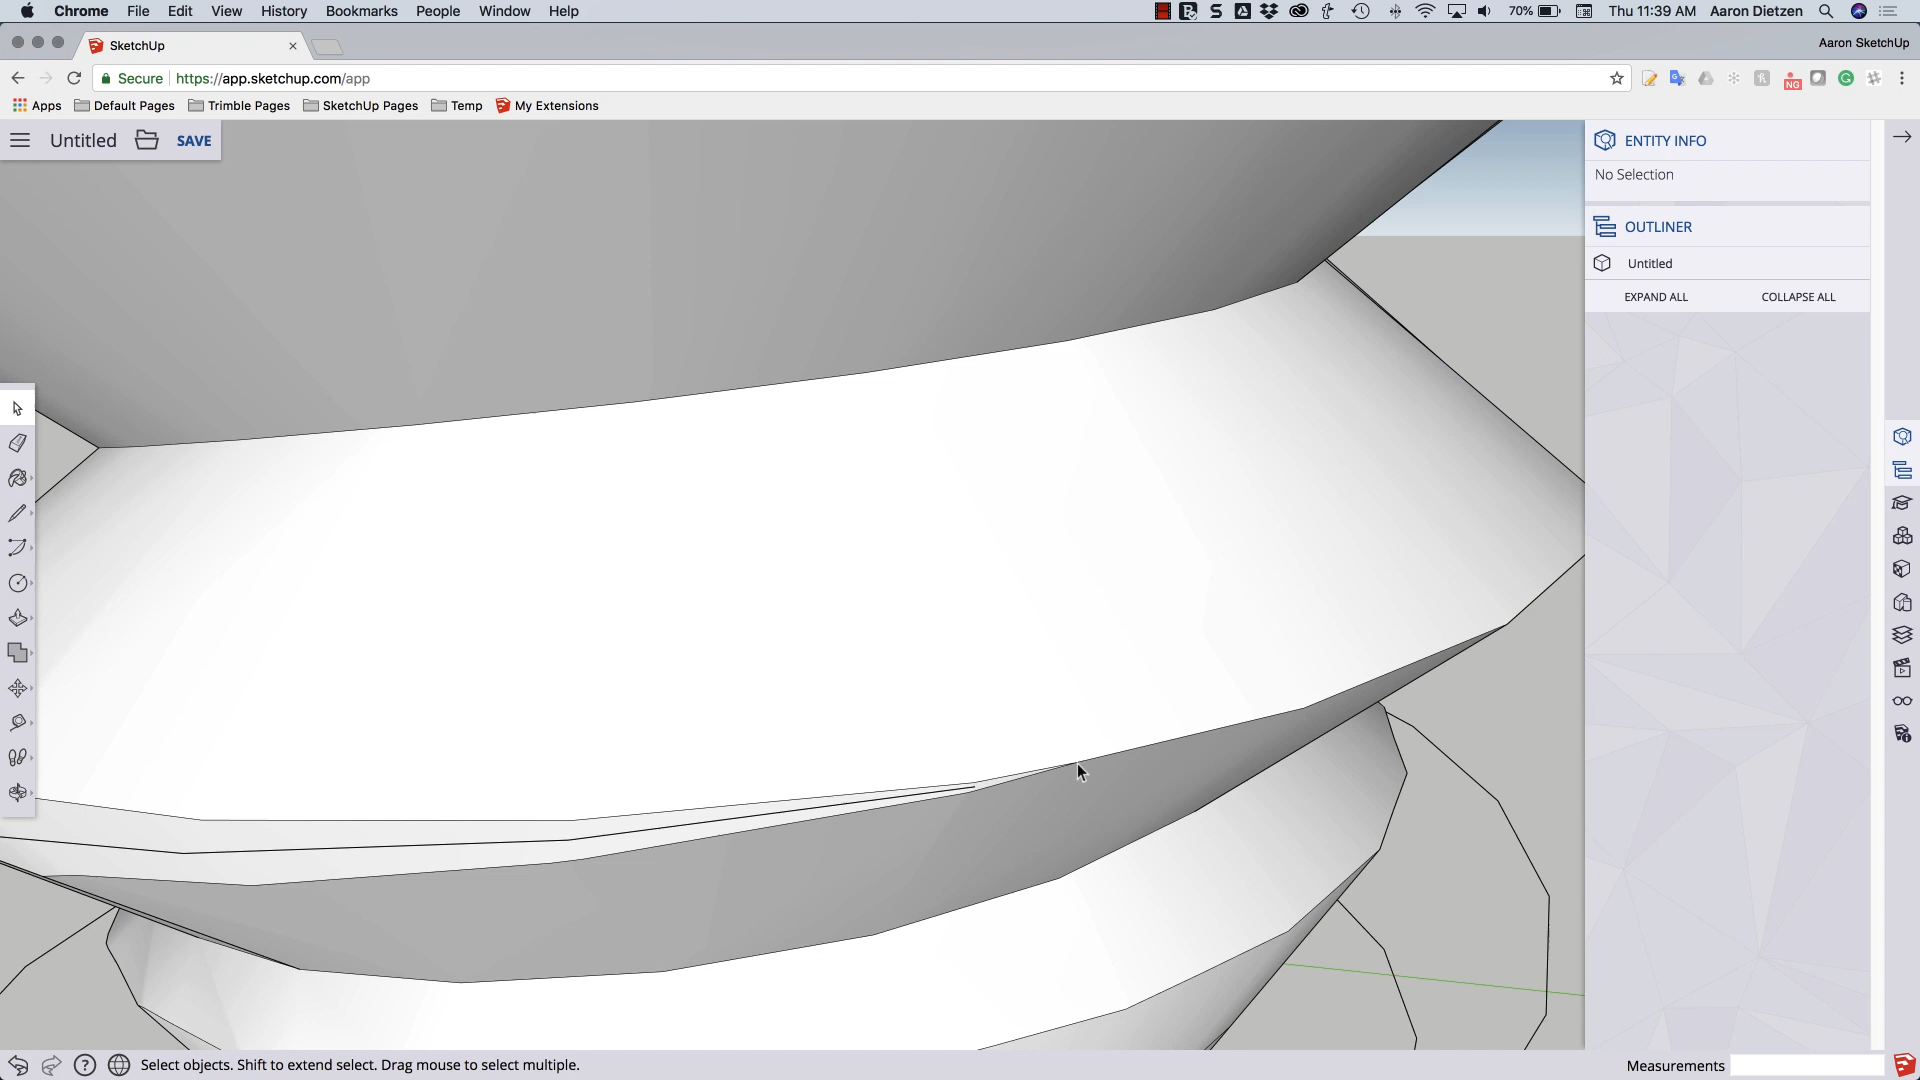 Chrome File Edit View History Bookmarks People Window Help 70% Thu 11:39 AM Aaron Dietzen
SketchUp
Aaron SketchUp
Secure https://app.sketchup.com/app
NG
Apps Default Pages Trimble Pages SketchUp Pages Temp My Extensions
Untitled SAVE
ENTITY INFO
No Selection
OUTLINER
Untitled
EXPAND ALL COLLAPSE ALL
Select objects. Shift to extend select. Drag mouse to select multiple.
Measurements